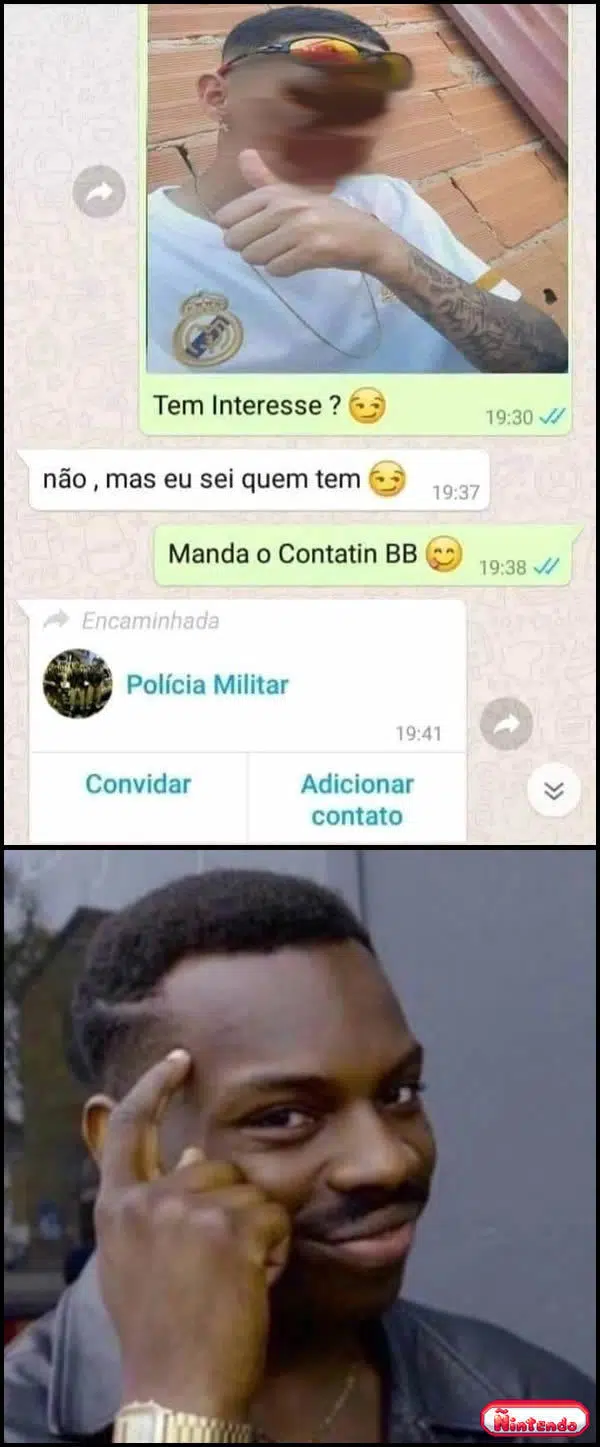 Tem Interesse ? 😏 19:30
não , mas eu sei quem tem 😏 19:37
Manda o Contatin BB 😋 19:38
Encaminhada
Polícia Militar
19:41
Convidar
Adicionar
contato
Ñintendo